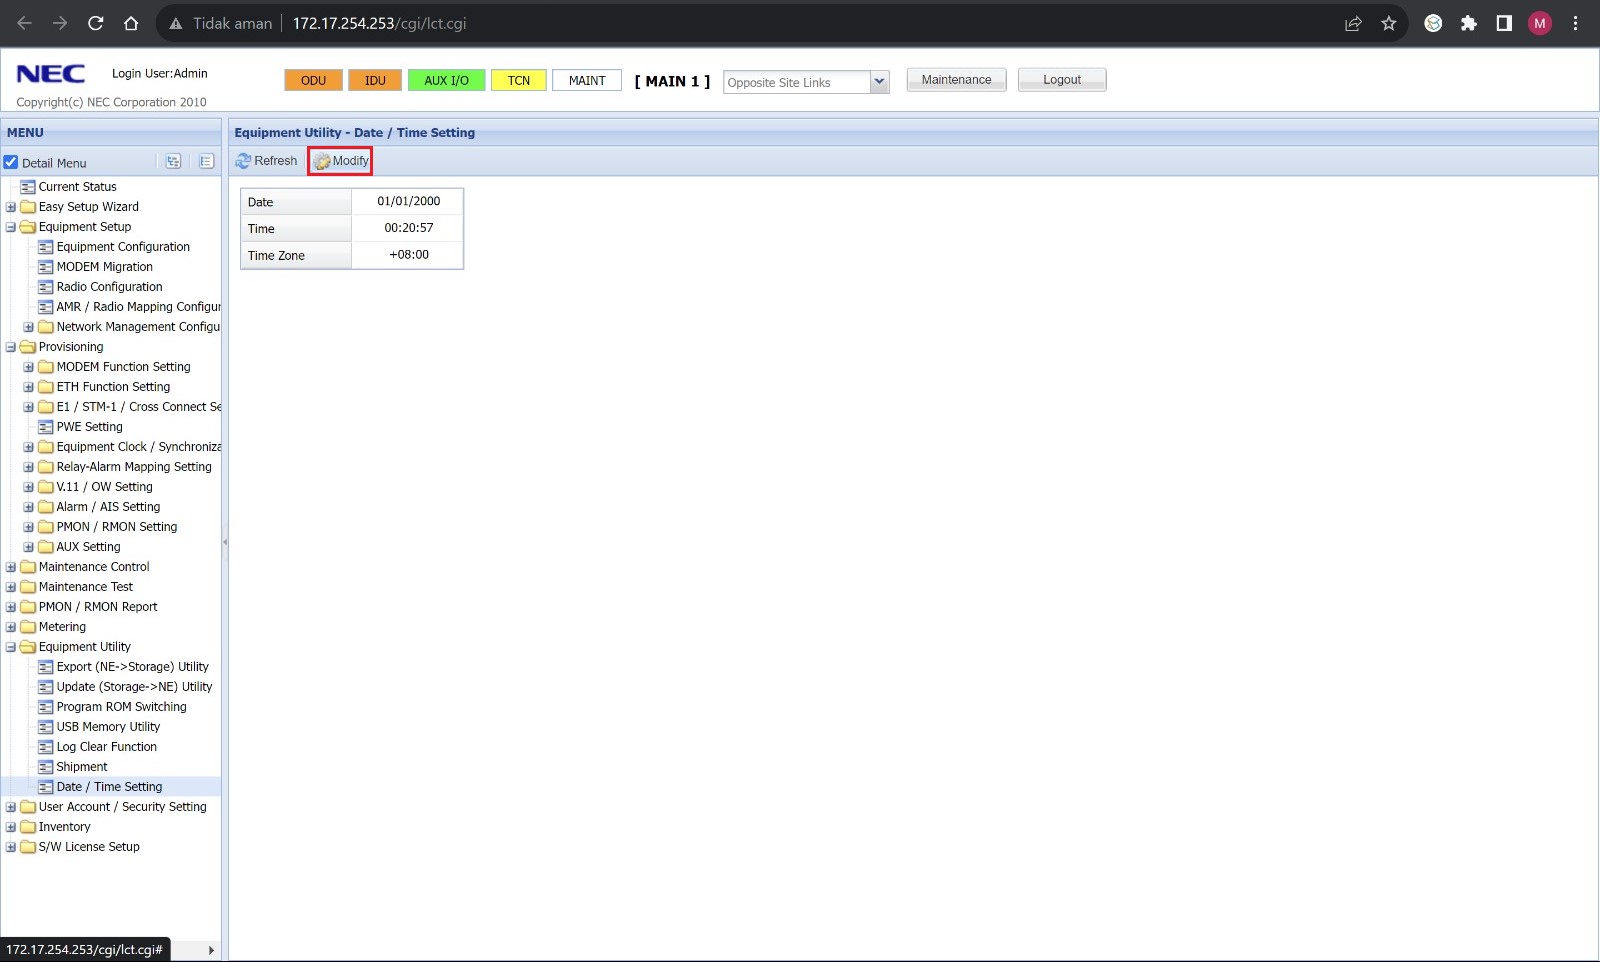 Tidak aman 172.17.254.253/cgi/lct.cgi
M
NEC Login User:Admin
Copyright(c) NEC Corporation 2010
ODU IDU AUX I/O TCN MAINT [ MAIN 1 ] Opposite Site Links Maintenance Logout
MENU
Detail Menu
Current Status
Easy Setup Wizard
Equipment Setup
Equipment Configuration
MODEM Migration
Radio Configuration
AMR / Radio Mapping Configur
Network Management Configu
Provisioning
MODEM Function Setting
ETH Function Setting
E1 / STM-1 / Cross Connect Se
PWE Setting
Equipment Clock / Synchroniza
Relay-Alarm Mapping Setting
V.11 / OW Setting
Alarm / AIS Setting
PMON / RMON Setting
AUX Setting
Maintenance Control
Maintenance Test
PMON / RMON Report
Metering
Equipment Utility
Export (NE->Storage) Utility
Update (Storage->NE) Utility
Program ROM Switching
USB Memory Utility
Log Clear Function
Shipment
Date / Time Setting
User Account / Security Setting
Inventory
S/W License Setup
172.17.254.253/cgi/lct.cgi#
Equipment Utility - Date / Time Setting
Refresh Modify
Date 01/01/2000
Time 00:20:57
Time Zone +08:00